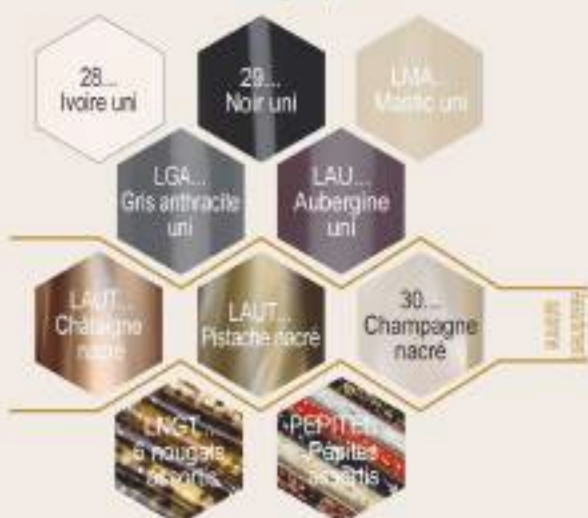 28...
Ivoire uni
29...
Noir uni
LMA...
Mastic uni
LGA...
Gris anthracite
uni
LAU...
Aubergine
uni
LAUT...
Châtaigne
nacré
LAUT...
Pistache nacré
30...
Champagne
nacré
LNGT...
6 nougats
assortis
PEPITE...
Pépites
assorties